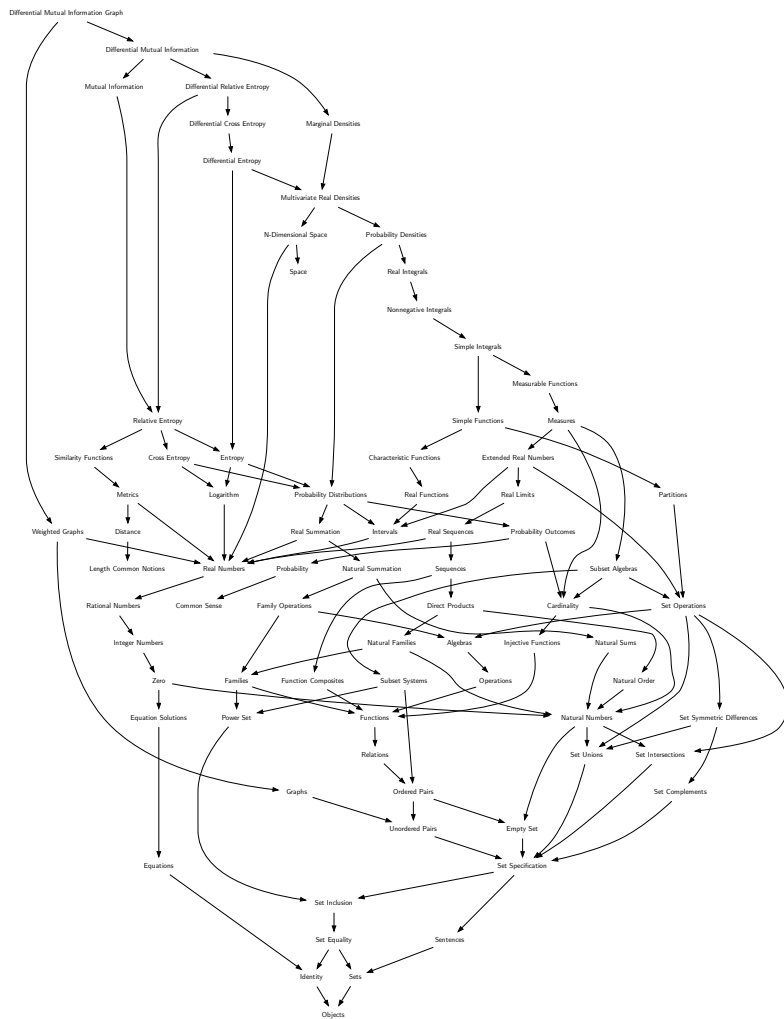 Differential Mutual Information Graph
Differential Mutual Information
Mutual Information
Differential Relative Entropy
Differential Cross Entropy
Marginal Densities
Differential Entropy
Multivariate Real Densities
N-Dimensional Space
Probability Densities
Space
Real Integrals
Nonnegative Integrals
Simple Integrals
Measurable Functions
Relative Entropy
Simple Functions
Measures
Similarity Functions
Cross Entropy
Entropy
Characteristic Functions
Extended Real Numbers
Metrics
Logarithm
Probability Distributions
Real Functions
Real Limits
Partitions
Weighted Graphs
Distance
Real Summation
Intervals
Real Sequences
Probability Outcomes
Length Common Notions
Real Numbers
Probability
Natural Summation
Sequences
Subset Algebras
Rational Numbers
Common Sense
Family Operations
Direct Products
Cardinality
Set Operations
Integer Numbers
Natural Families
Algebras
Injective Functions
Natural Sums
Zero
Families
Function Composites
Subset Systems
Operations
Natural Order
Equation Solutions
Power Set
Functions
Natural Numbers
Set Symmetric Differences
Relations
Set Unions
Set Intersections
Graphs
Ordered Pairs
Set Complements
Unordered Pairs
Empty Set
Equations
Set Specification
Set Inclusion
Set Equality
Sentences
Identity
Sets
Objects